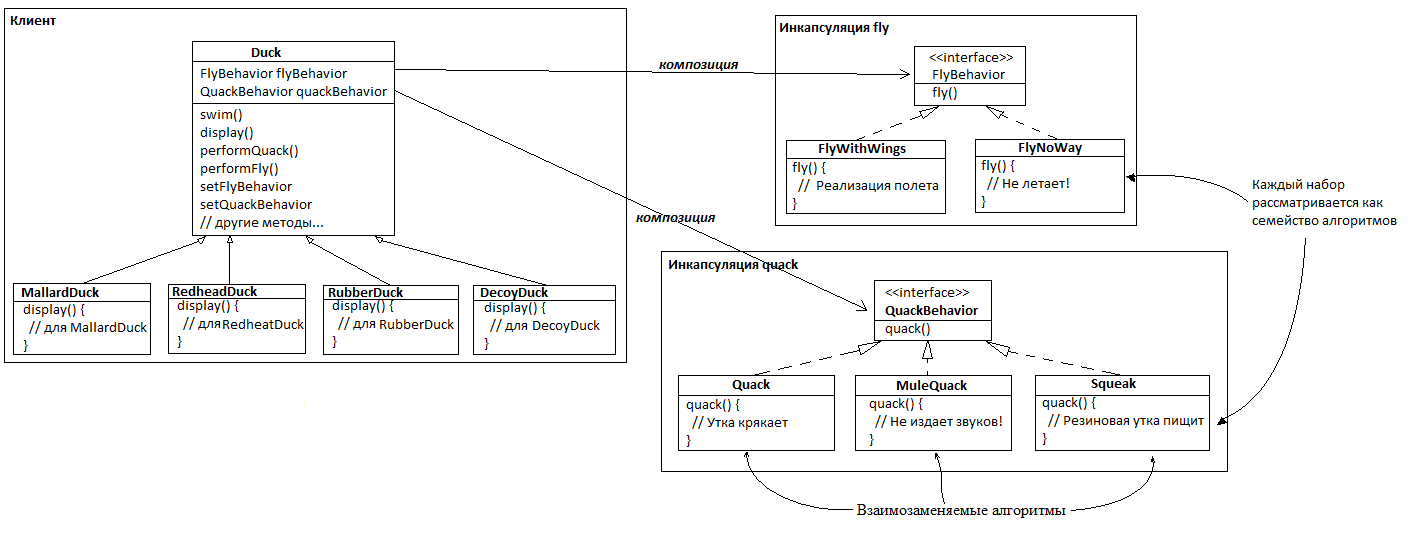 Клиент
Duck
FlyBehavior flyBehavior
QuackBehavior quackBehavior
swim()
display()
performQuack()
performFly()
setFlyBehavior
setQuackBehavior
// другие методы...
MallardDuck
display() {
// для MallardDuck
}
RedheadDuck
display() {
// для RedheatDuck
}
RubberDuck
display() {
// для RubberDuck
}
DecoyDuck
display() {
// для DecoyDuck
}
композиция
композиция
Инкапсуляция fly
<<interface>>
FlyBehavior
fly()
FlyWithWings
fly() {
// Реализация полета
}
FlyNoWay
fly() {
// Не летает!
}
Каждый набор
рассматривается как
семейство алгоритмов
Инкапсуляция quack
<<interface>>
QuackBehavior
quack()
Quack
quack() {
// Утка крякает
}
MuleQuack
quack() {
// Не издает звуков!
}
Squeak
quack() {
// Резиновая утка пищит
}
Взаимозаменяемые алгоритмы